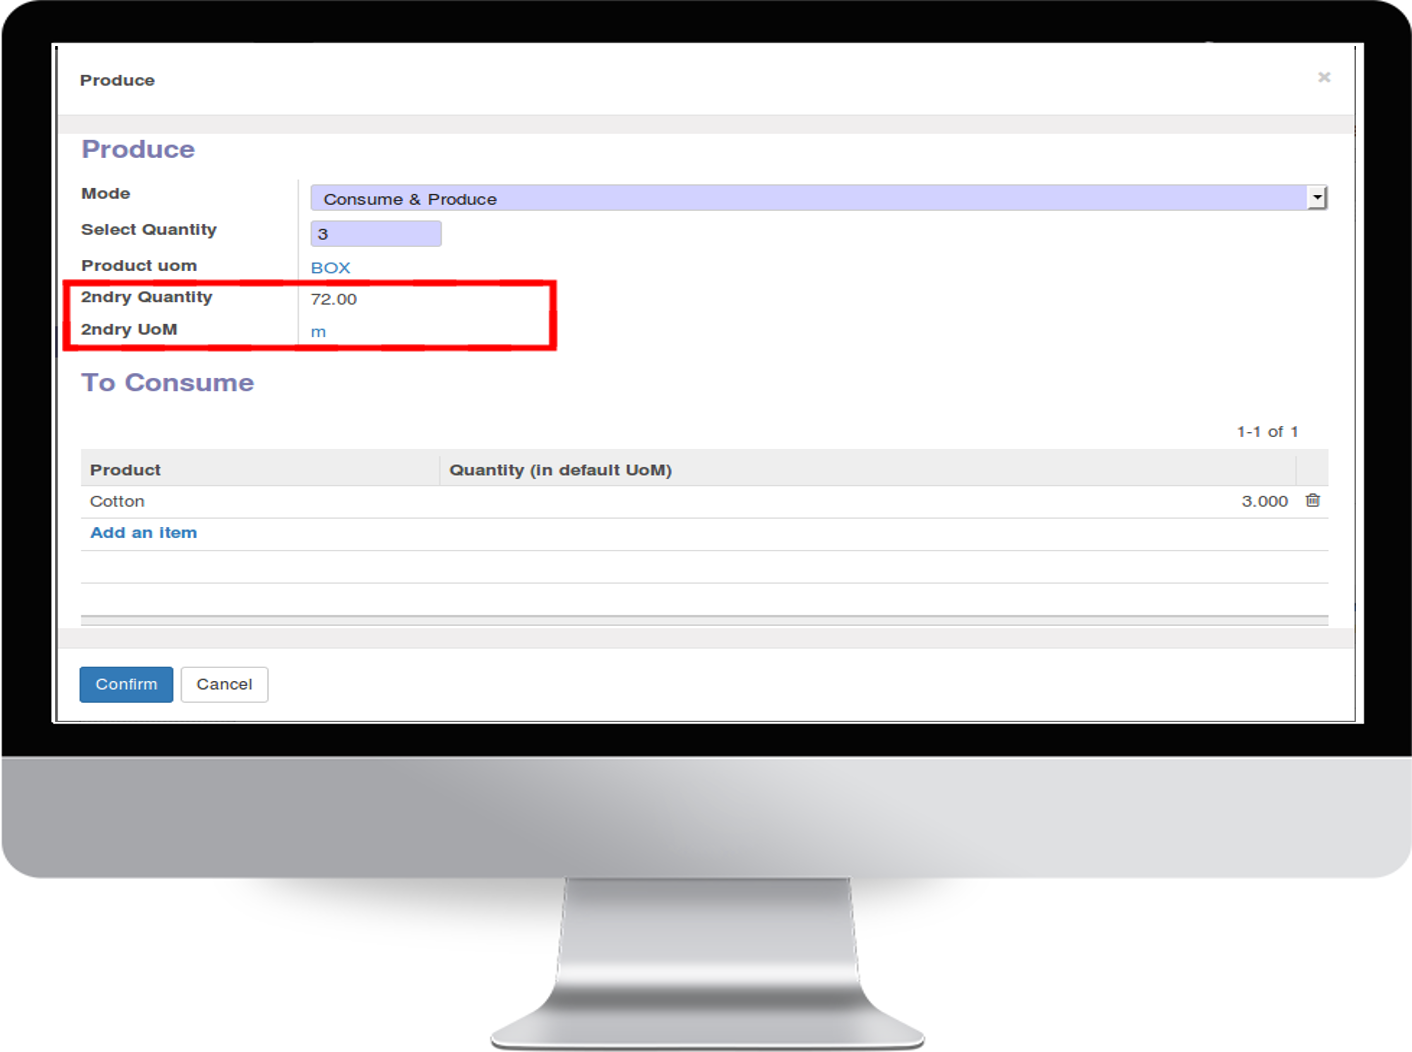 Produce ×
Produce
Mode Consume & Produce
Select Quantity 3
Product uom BOX
2ndry Quantity 72.00
2ndry UoM m
To Consume
1-1 of 1
Product Quantity (in default UoM)
Cotton 3.000
Add an item
Confirm Cancel